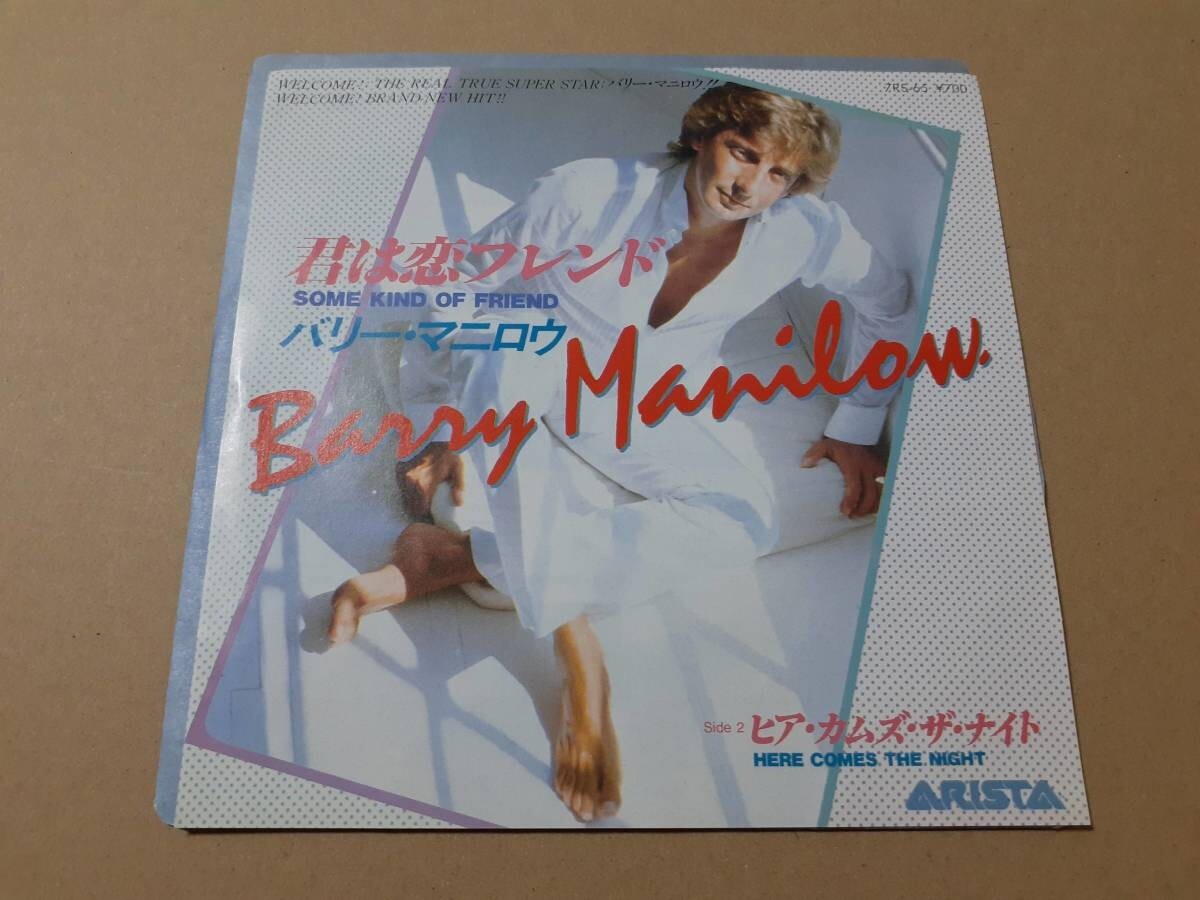 WELCOME! THE REAL TRUE SUPER STAR! バリー・マニロウ!!
WELCOME! BRAND-NEW HIT!!
7RS-65 ¥700
君は恋フレンド
SOME KIND OF FRIEND
バリー・マニロウ
Barry Manilow.
Side 2 ヒア・カムズ・ザ・ナイト
HERE COMES THE NIGHT
ARISTA